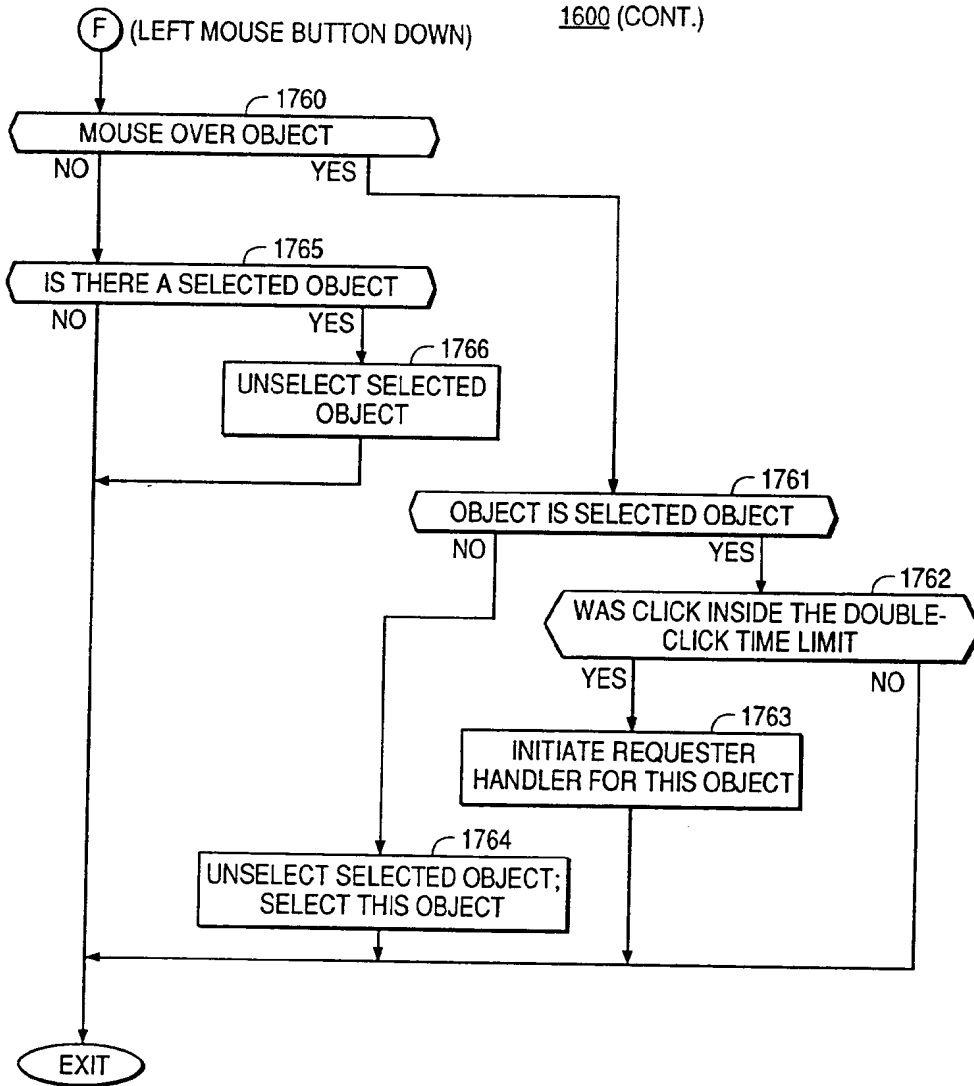 1600 (CONT.)
F (LEFT MOUSE BUTTON DOWN)
1760
MOUSE OVER OBJECT
NO
YES
1765
IS THERE A SELECTED OBJECT
NO
YES
1766
UNSELECT SELECTED
OBJECT
1761
OBJECT IS SELECTED OBJECT
NO
YES
1762
WAS CLICK INSIDE THE DOUBLE-
CLICK TIME LIMIT
YES
NO
1763
INITIATE REQUESTER
HANDLER FOR THIS OBJECT
1764
UNSELECT SELECTED OBJECT;
SELECT THIS OBJECT
EXIT